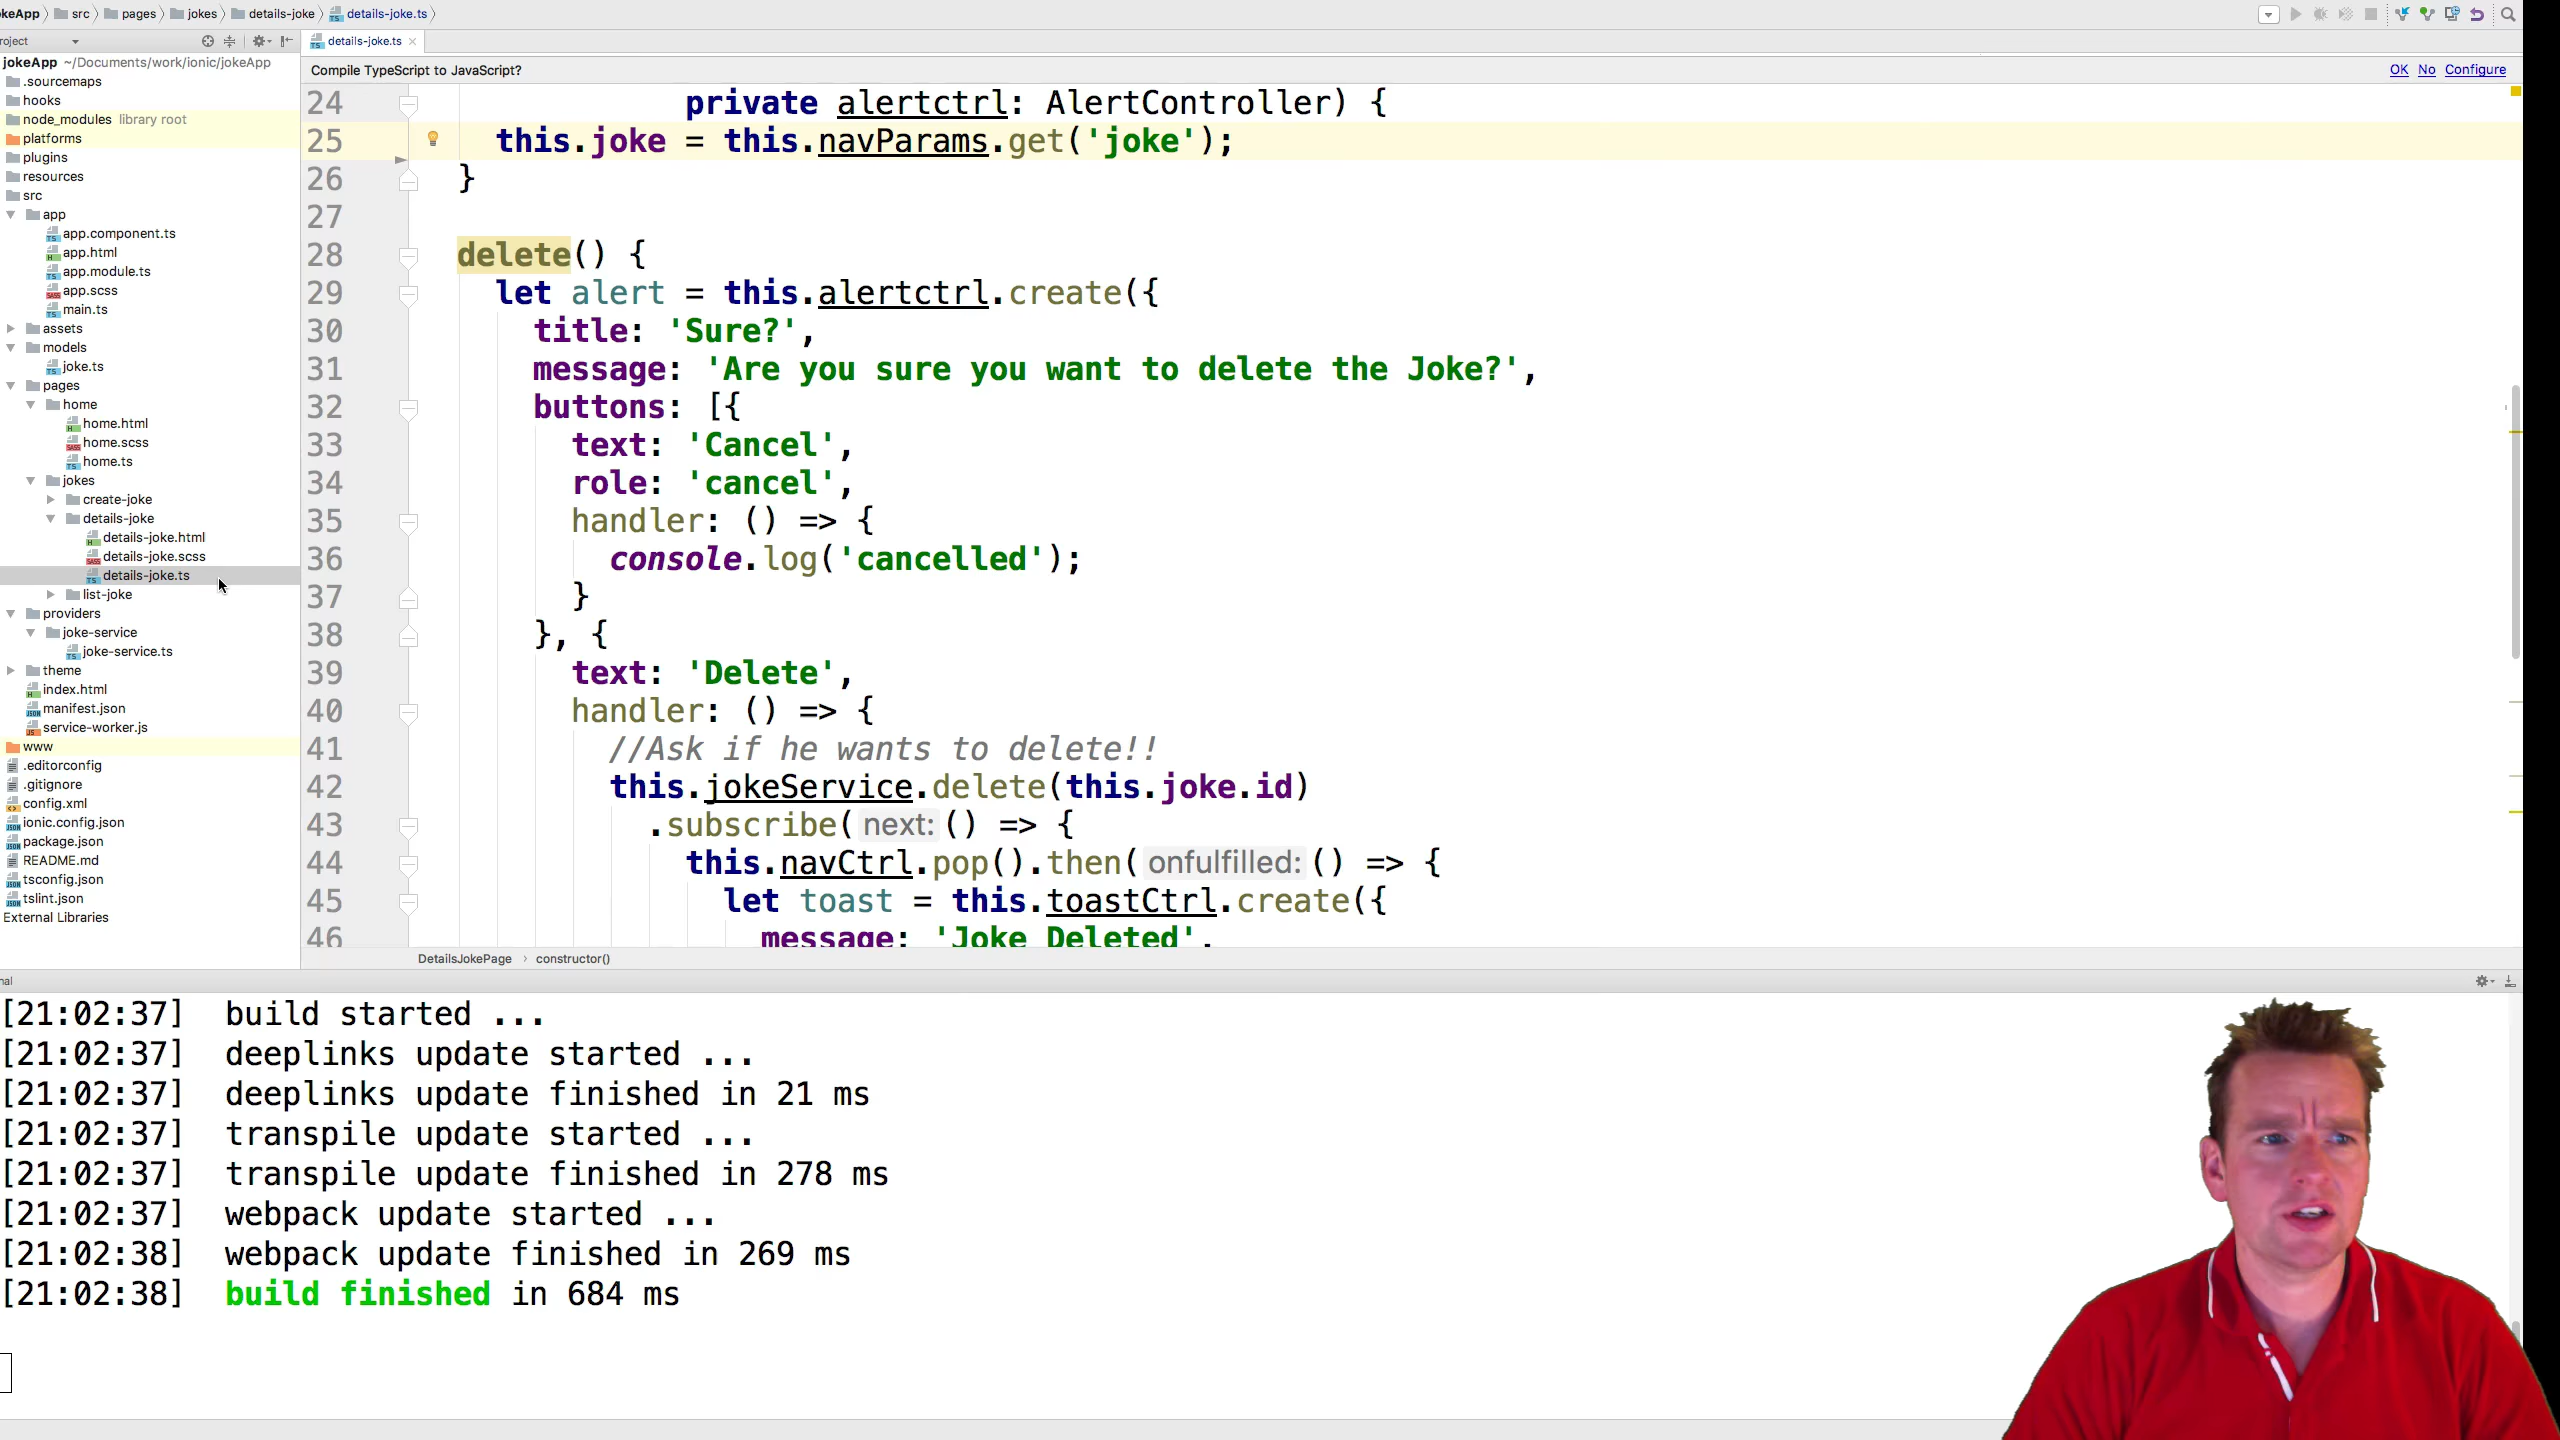 keApp src pages jokes details-joke details-joke.ts
roject
details-joke.ts
jokeApp ~/Documents/work/ionic/jokeApp
.sourcemaps
hooks
node_modules library root
platforms
plugins
resources
src
app
app.component.ts
app.html
app.module.ts
app.scss
main.ts
assets
models
joke.ts
pages
home
home.html
home.scss
home.ts
jokes
create-joke
details-joke
details-joke.html
details-joke.scss
details-joke.ts
list-joke
providers
joke-service
joke-service.ts
theme
index.html
manifest.json
service-worker.js
www
.editorconfig
.gitignore
config.xml
ionic.config.json
package.json
README.md
tsconfig.json
tslint.json
External Libraries
Compile TypeScript to JavaScript? OK No Configure
24 private alertctrl: AlertController) {
25 this.joke = this.navParams.get('joke');
26 }
27
28 delete() {
29 let alert = this.alertctrl.create({
30 title: 'Sure?',
31 message: 'Are you sure you want to delete the Joke?',
32 buttons: [{
33 text: 'Cancel',
34 role: 'cancel',
35 handler: () => {
36 console.log('cancelled');
37 }
38 }, {
39 text: 'Delete',
40 handler: () => {
41 //Ask if he wants to delete!!
42 this.jokeService.delete(this.joke.id)
43 .subscribe( next: () => {
44 this.navCtrl.pop().then( onfulfilled: () => {
45 let toast = this.toastCtrl.create({
46 message: 'Joke Deleted',
DetailsJokePage constructor()
nal
[21:02:37] build started ...
[21:02:37] deeplinks update started ...
[21:02:37] deeplinks update finished in 21 ms
[21:02:37] transpile update started ...
[21:02:37] transpile update finished in 278 ms
[21:02:37] webpack update started ...
[21:02:38] webpack update finished in 269 ms
[21:02:38] build finished in 684 ms